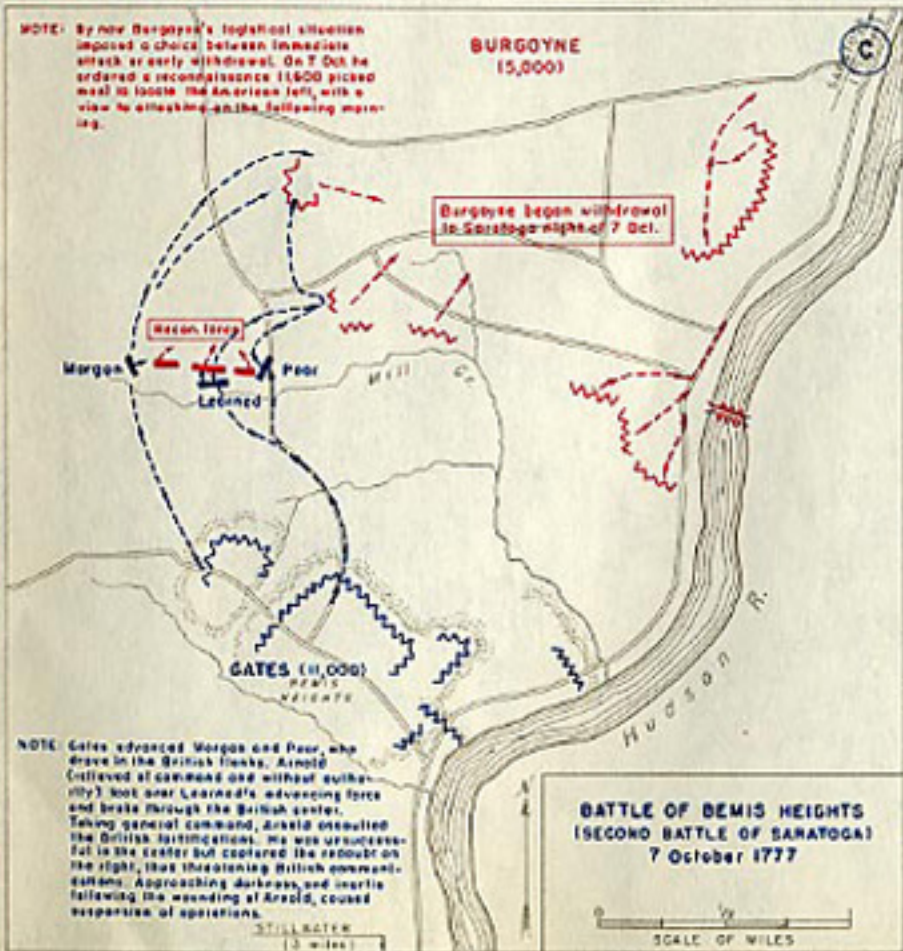 NOTE: By now Burgoyne's logistical situation
imposed a choice between immediate
attack or early withdrawal. On 7 Oct he
ordered a reconnaissance (1,600 picked
men) to locate the American left, with a
view to attacking on the following morn-
ing.
BURGOYNE
(5,000)
C
Burgoyne began withdrawal
to Saratoga night of 7 Oct.
Recon force
Morgan
Poor
Learned
Mill Cr.
GATES (11,000)
BEMIS
HEIGHTS
Hudson R.
NOTE: Gates advanced Morgan and Poor, who
drove in the British flanks. Arnold
(relieved of command and without autho-
rity) took over Learned's advancing force
and broke through the British center.
Taking general command, Arnold assaulted
the British fortifications. He was unsuccess-
ful in the center but captured the redoubt on
the right, thus threatening British communi-
cations. Approaching darkness, and inertia
following the wounding of Arnold, caused
suspension of operations.
STILLWATER
(3 miles)
N
BATTLE OF BEMIS HEIGHTS
(SECOND BATTLE OF SARATOGA)
7 October 1777
0 1/2 1
SCALE OF MILES